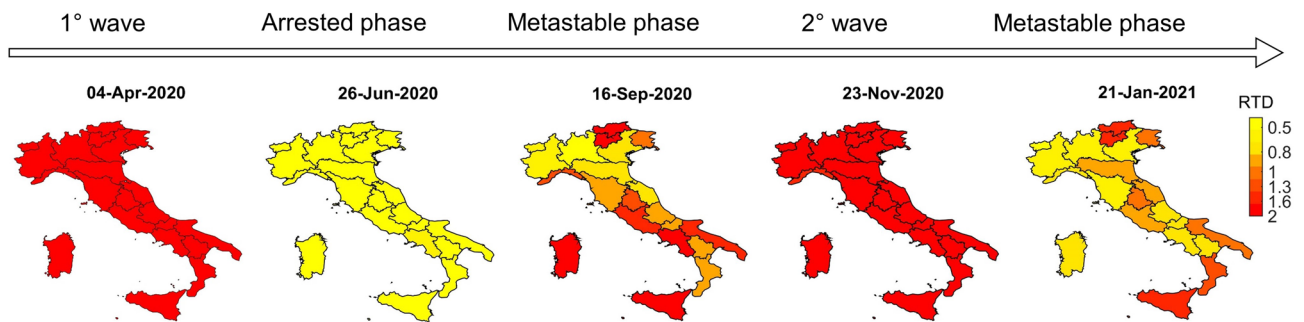 1° wave
Arrested phase
Metastable phase
2° wave
Metastable phase
04-Apr-2020
26-Jun-2020
16-Sep-2020
23-Nov-2020
21-Jan-2021
RTD
0.5
0.8
1
1.3
1.6
2